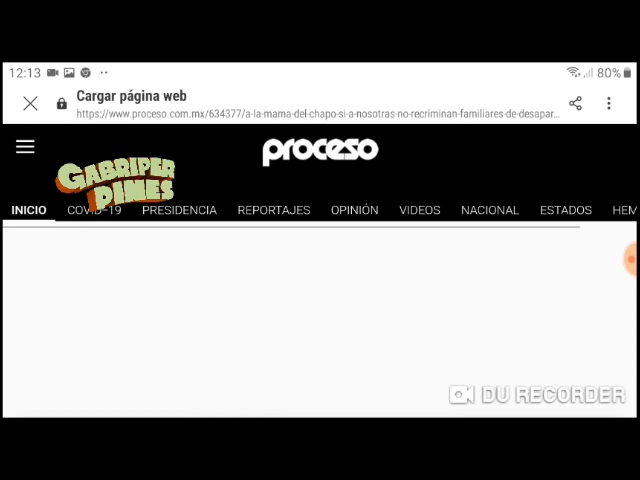 12:13
80%
Cargar página web
https://www.proceso.com.mx/634377/a-la-mama-del-chapo-si-a-nosotras-no-recriminan-familiares-de-desapar...
proceso
GABRIPER
PINES
INICIO COVID-19 PRESIDENCIA REPORTAJES OPINIÓN VIDEOS NACIONAL ESTADOS HEM
DU RECORDER